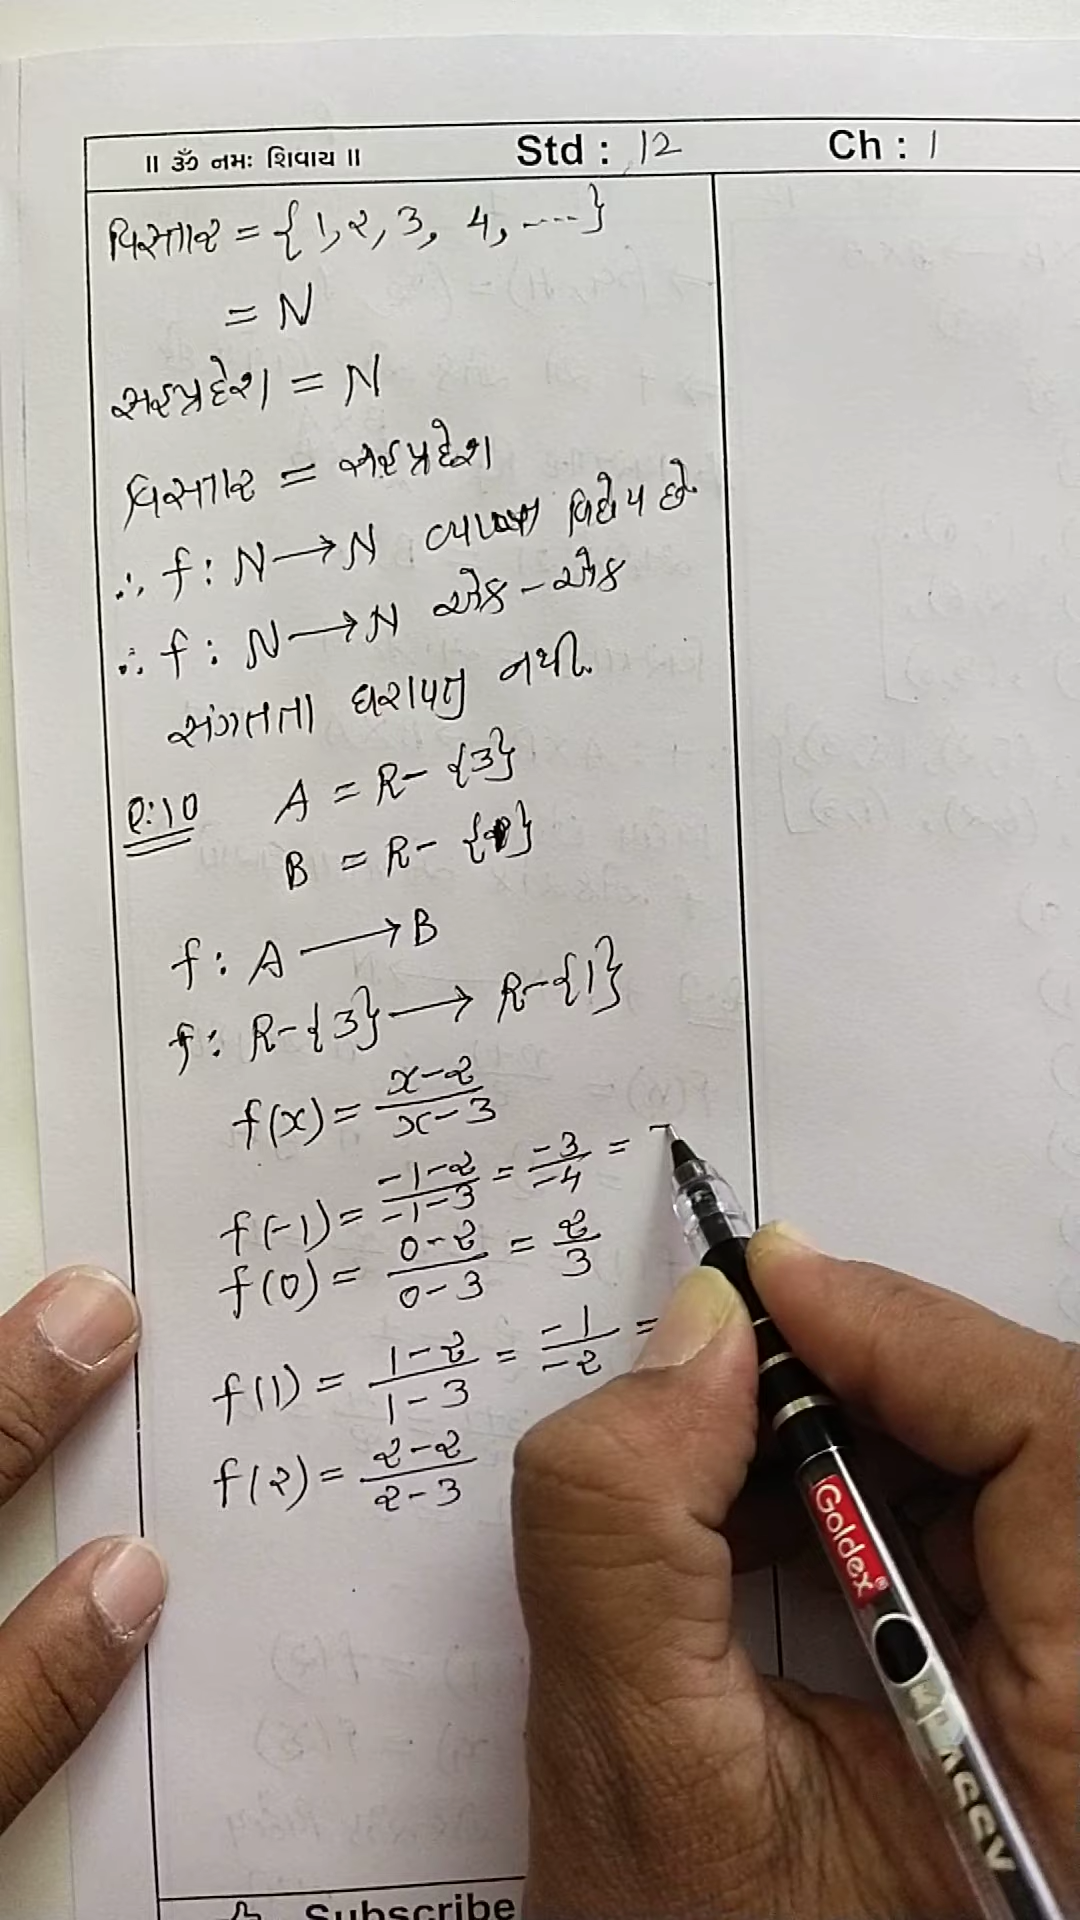 ॥ ૐ નમઃ શિવાય ॥ Std : 12 Ch : 1
વિસ્તાર = {1, ૨, 3, 4, ....}
= N
સહપ્રદેશ = N
વિસ્તાર = સહપ્રદેશ
∴ f : N → N વ્યાપ્ત વિધેય છે
∴ f : N → N એક - એક
સંગતતા ધરાવતુ નથી.
Q:10 A = R - {3}
B = R - {1}
f : A → B
f : R-{3} → R-{1}
f(x) = x-2 / x-3
f(-1) = -1-2 / -1-3 = -3 / -4 =
f(0) = 0-2 / 0-3 = 2 / 3
f(1) = 1-2 / 1-3 = -1 / -2 =
f(2) = 2-2 / 2-3
Goldex®
KLASSY
Subscribe